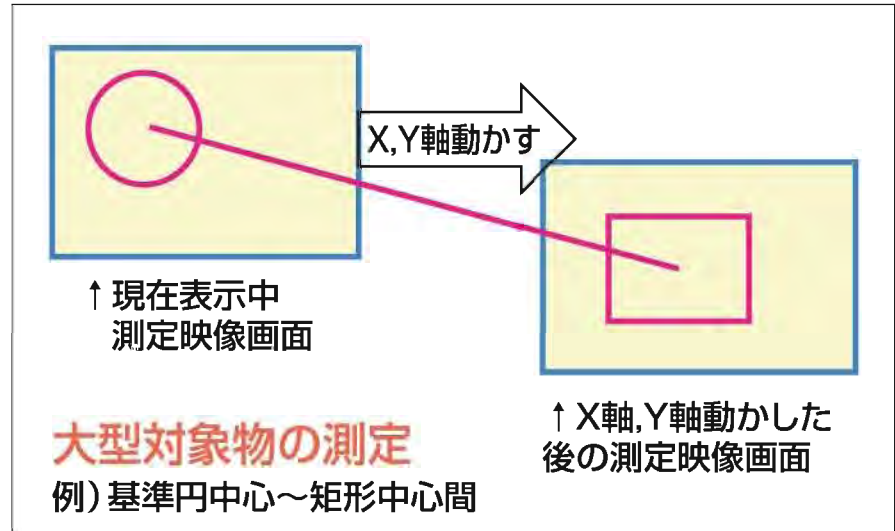 X,Y軸動かす
↑現在表示中
測定映像画面
↑X軸,Y軸動かした
後の測定映像画面
大型対象物の測定
例)基準円中心～矩形中心間